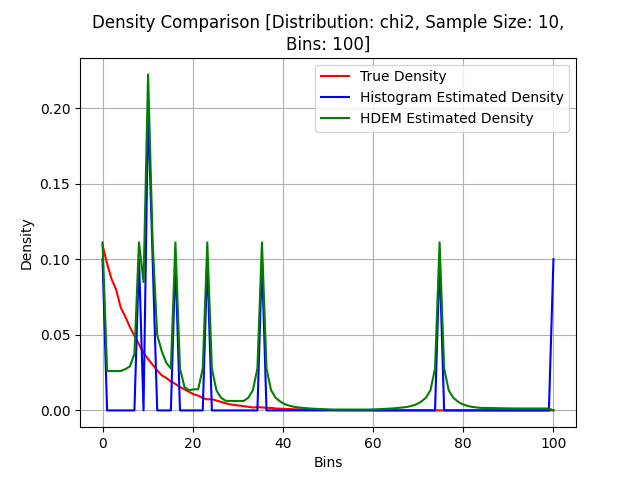 Density Comparison [Distribution: chi2, Sample Size: 10,
Bins: 100]
True Density
Histogram Estimated Density
HDEM Estimated Density
Density
0.20
0.15
0.10
0.05
0.00
0 20 40 60 80 100
Bins